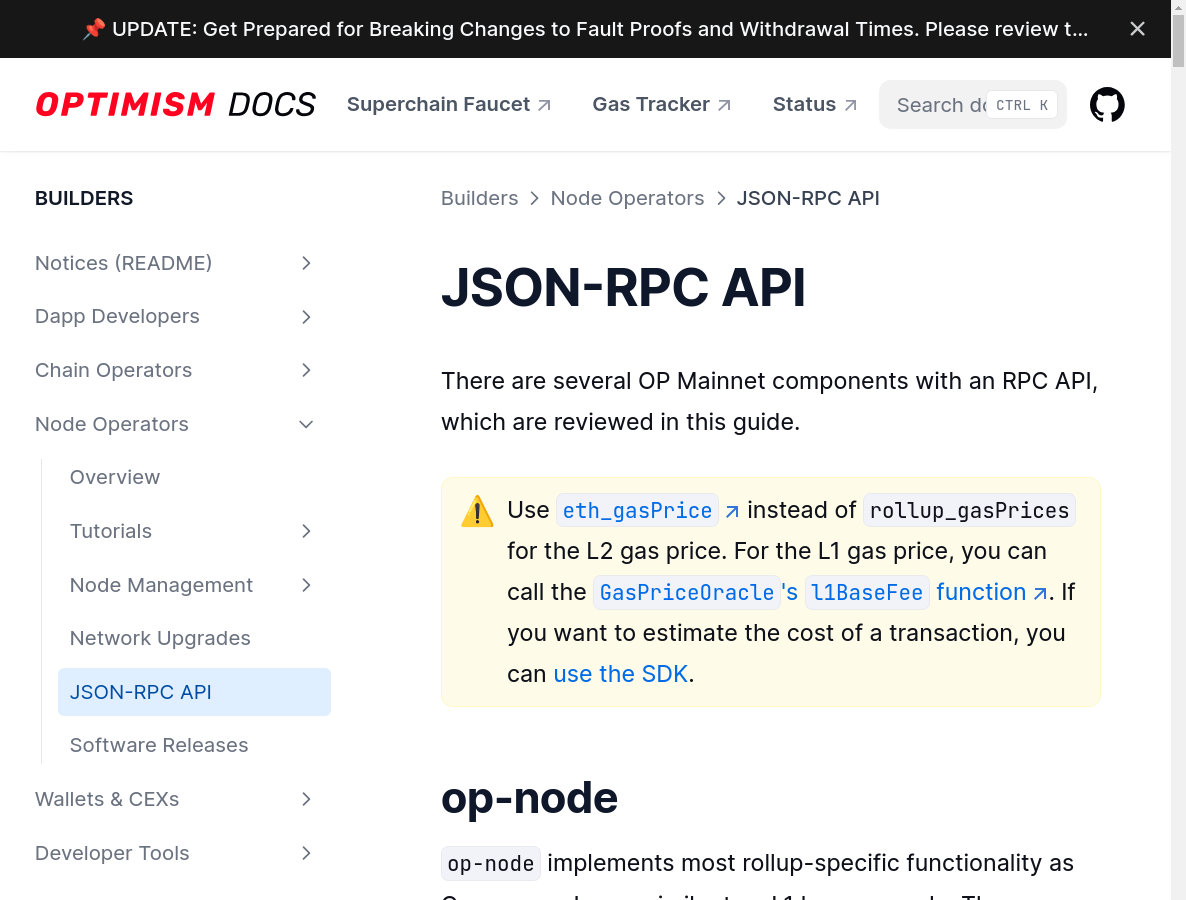 📌 UPDATE: Get Prepared for Breaking Changes to Fault Proofs and Withdrawal Times. Please review t...
OPTIMISM DOCS
Superchain Faucet
Gas Tracker
Status
Search do
CTRL K
BUILDERS
Notices (README)
Dapp Developers
Chain Operators
Node Operators
Overview
Tutorials
Node Management
Network Upgrades
JSON-RPC API
Software Releases
Wallets & CEXs
Developer Tools
Builders > Node Operators > JSON-RPC API
JSON-RPC API
There are several OP Mainnet components with an RPC API,
which are reviewed in this guide.
⚠️ Use eth_gasPrice instead of rollup_gasPrices
for the L2 gas price. For the L1 gas price, you can
call the GasPriceOracle's l1BaseFee function. If
you want to estimate the cost of a transaction, you
can use the SDK.
op-node
op-node implements most rollup-specific functionality as